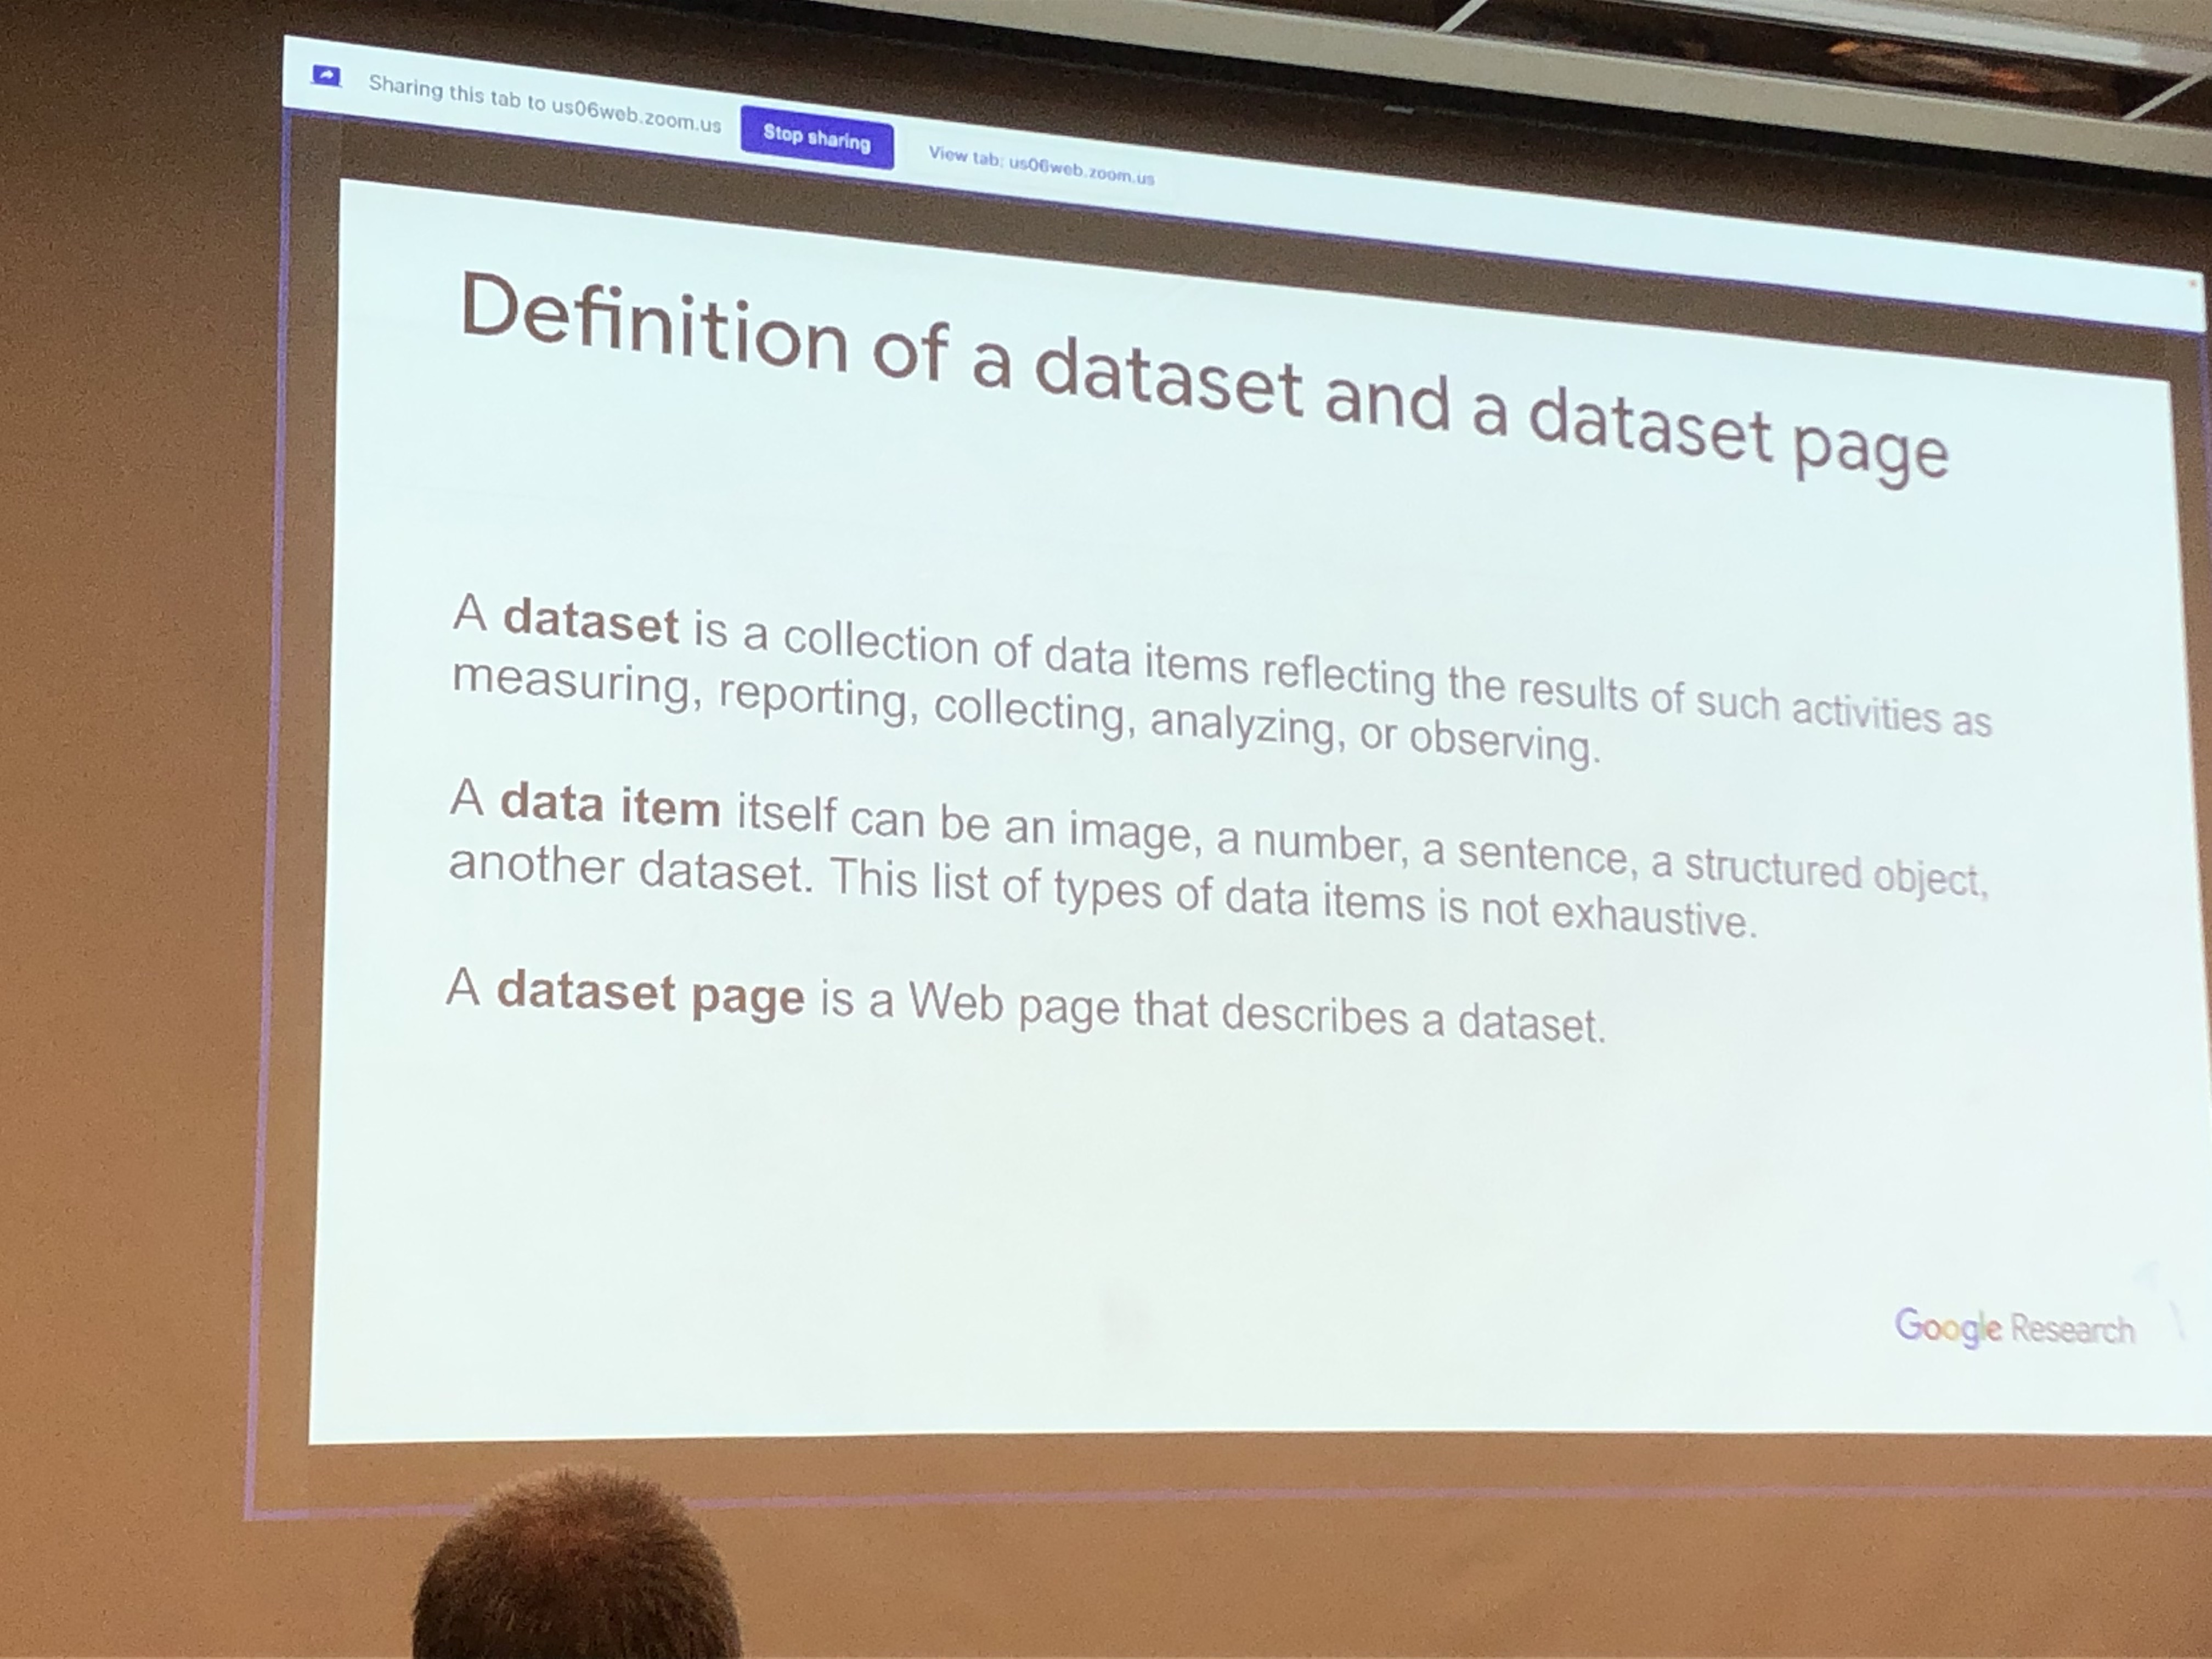 Sharing this tab to us06web.zoom.us Stop sharing View tab: us06web.zoom.us
Definition of a dataset and a dataset page
A dataset is a collection of data items reflecting the results of such activities as
measuring, reporting, collecting, analyzing, or observing.
A data item itself can be an image, a number, a sentence, a structured object,
another dataset. This list of types of data items is not exhaustive.
A dataset page is a Web page that describes a dataset.
Google Research